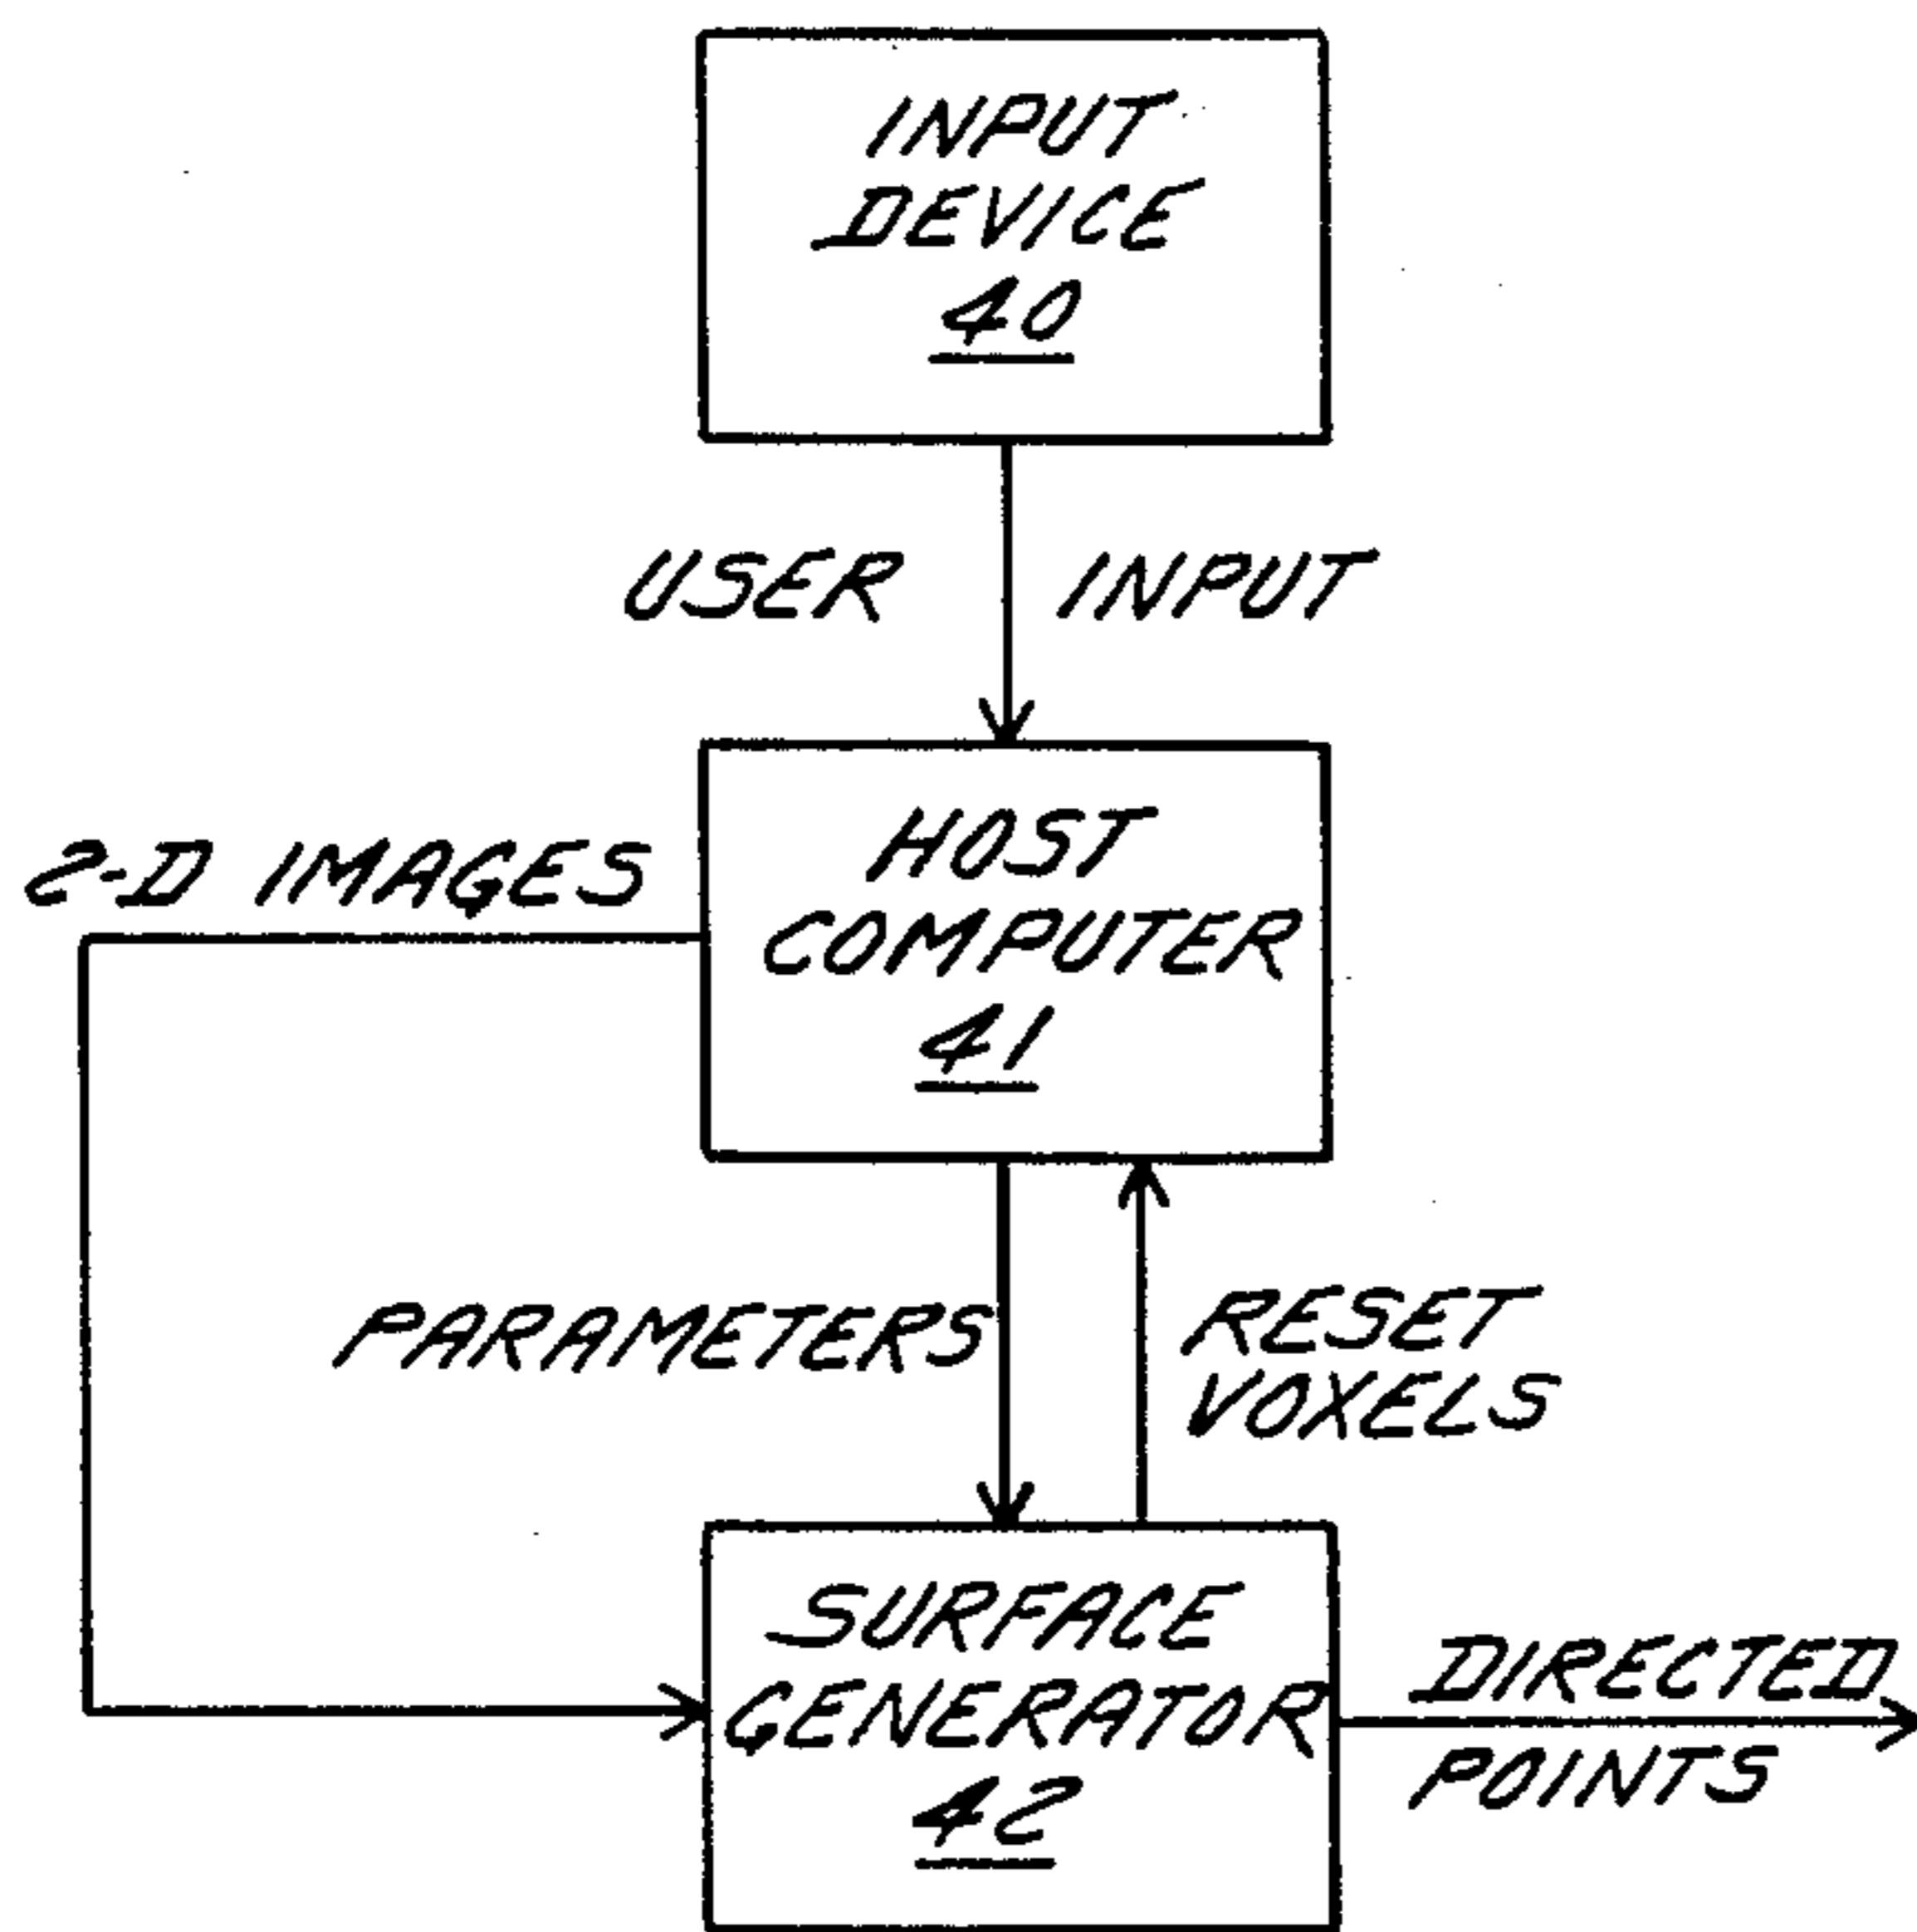 INPUT
DEVICE
40
USER INPUT
HOST
COMPUTER
41
2-D IMAGES
PARAMETERS
RESET
VOXELS
SURFACE
GENERATOR
42
DIRECTED
POINTS